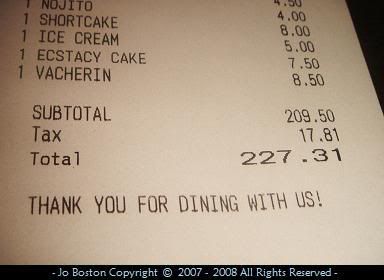 4.50
1 NOJITO 4.00
1 SHORTCAKE 8.00
1 ICE CREAM 5.00
1 ECSTACY CAKE 7.50
1 VACHERIN 8.50
SUBTOTAL 209.50
Tax 17.81
Total 227.31
THANK YOU FOR DINING WITH US!
- Jo Boston Copyright © 2007 - 2008 All Rights Reserved -